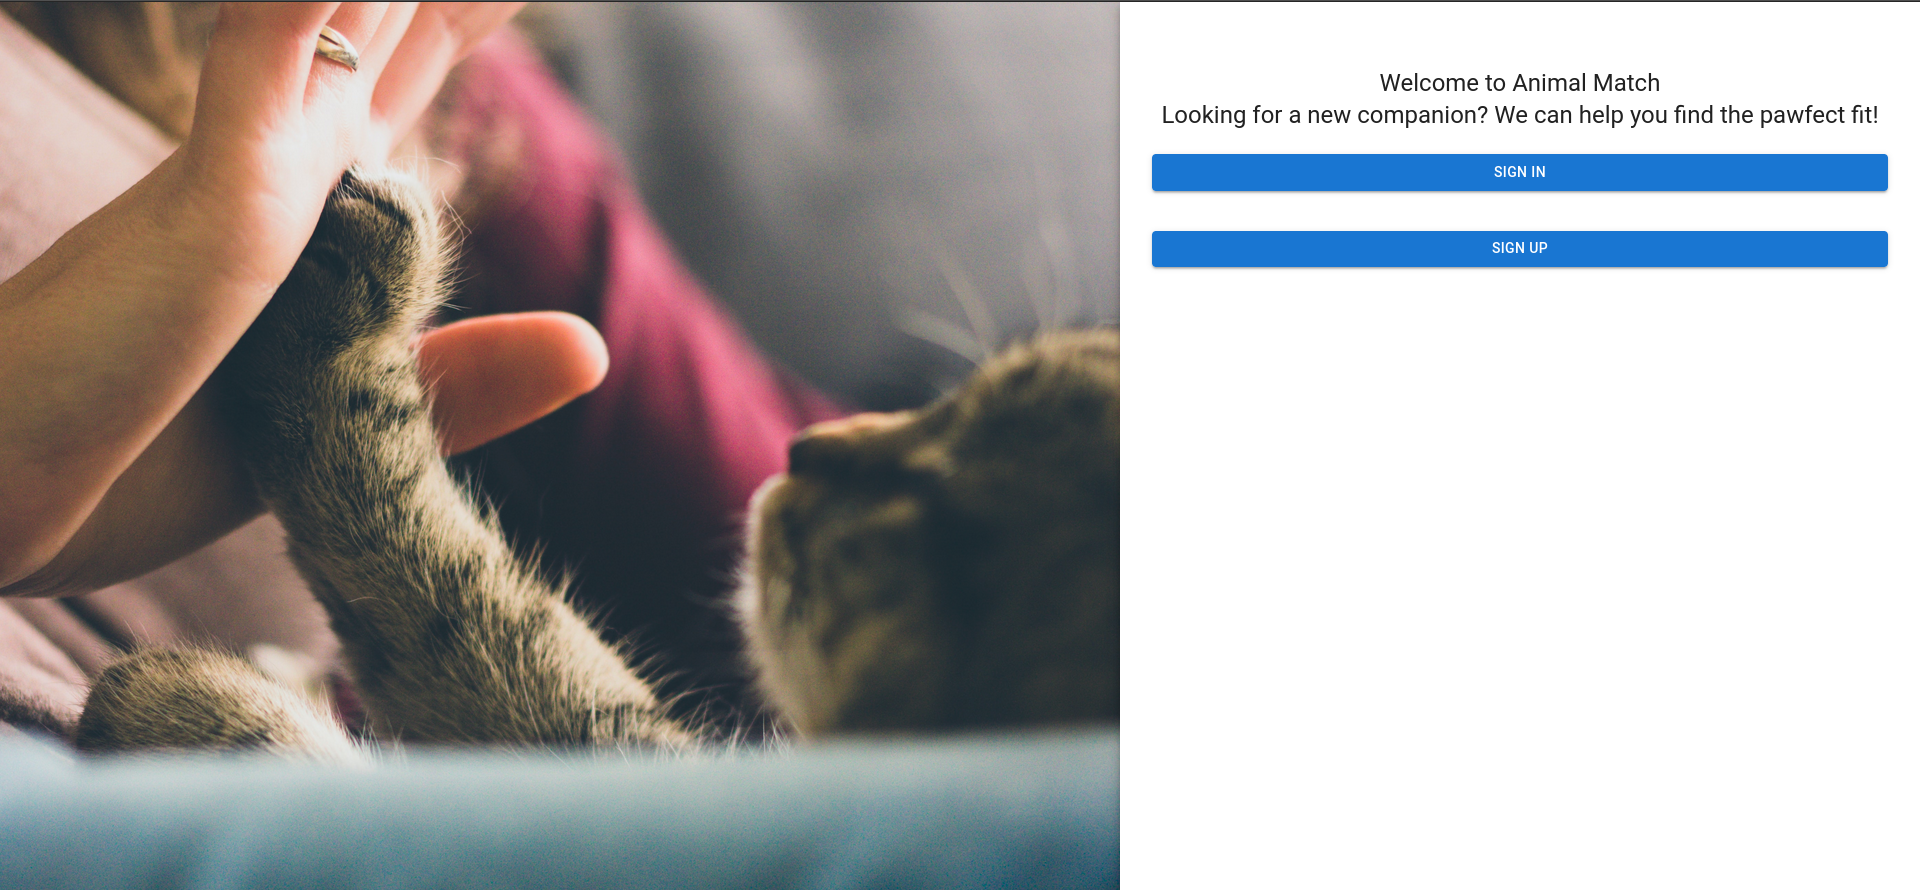 Welcome to Animal Match
Looking for a new companion? We can help you find the pawfect fit!
SIGN IN
SIGN UP